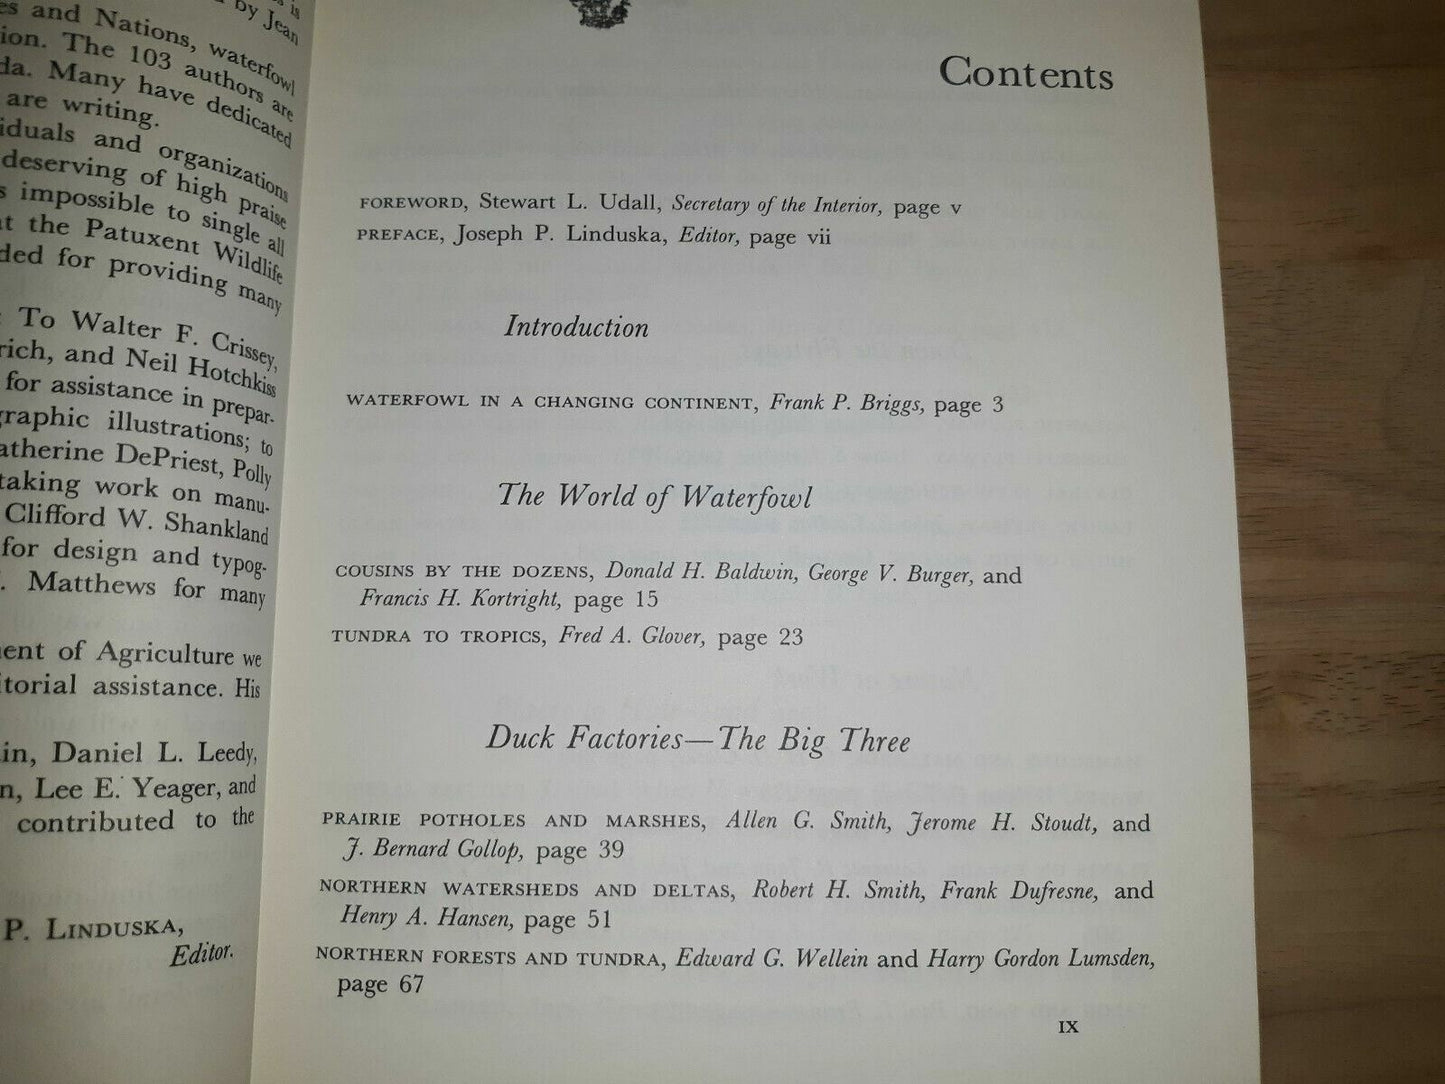 is
by Jean
es and Nations, waterfowl
ion. The 103 authors are
da. Many have dedicated
are writing.
iduals and organizations
deserving of high praise
s impossible to single all
at the Patuxent Wildlife
ded for providing many
: To Walter F. Crissey,
rich, and Neil Hotchkiss
for assistance in prepar-
graphic illustrations; to
atherine DePriest, Polly
taking work on manu-
Clifford W. Shankland
for design and typog-
. Matthews for many
ent of Agriculture we
itorial assistance. His
in, Daniel L. Leedy,
n, Lee E. Yeager, and
contributed to the
P. LINDUSKA,
Editor.
Contents
FOREWORD, Stewart L. Udall, Secretary of the Interior, page v
PREFACE, Joseph P. Linduska, Editor, page vii
Introduction
WATERFOWL IN A CHANGING CONTINENT, Frank P. Briggs, page 3
The World of Waterfowl
COUSINS BY THE DOZENS, Donald H. Baldwin, George V. Burger, and
Francis H. Kortright, page 15
TUNDRA TO TROPICS, Fred A. Glover, page 23
Duck Factories—The Big Three
PRAIRIE POTHOLES AND MARSHES, Allen G. Smith, Jerome H. Stoudt, and
J. Bernard Gollop, page 39
NORTHERN WATERSHEDS AND DELTAS, Robert H. Smith, Frank Dufresne, and
Henry A. Hansen, page 51
NORTHERN FORESTS AND TUNDRA, Edward G. Wellein and Harry Gordon Lumsden,
page 67
IX